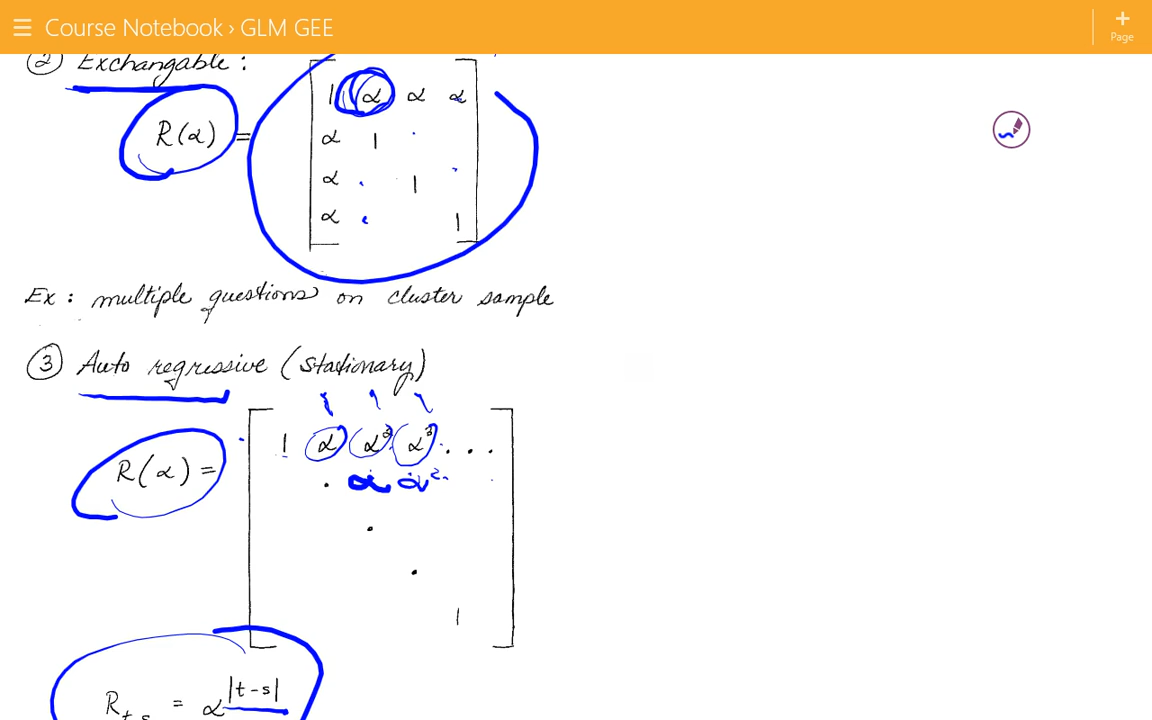 Course Notebook › GLM GEE
Page
② Exchangable :
R(α) =
1 α α α
α 1 .
α . . 1 .
α . 1
Ex : multiple questions on cluster sample
③ Auto regressive (Stationary)
R(α) =
1 α α² α³ . . .
. α α²
.
.
1
R t-s = α |t-s|